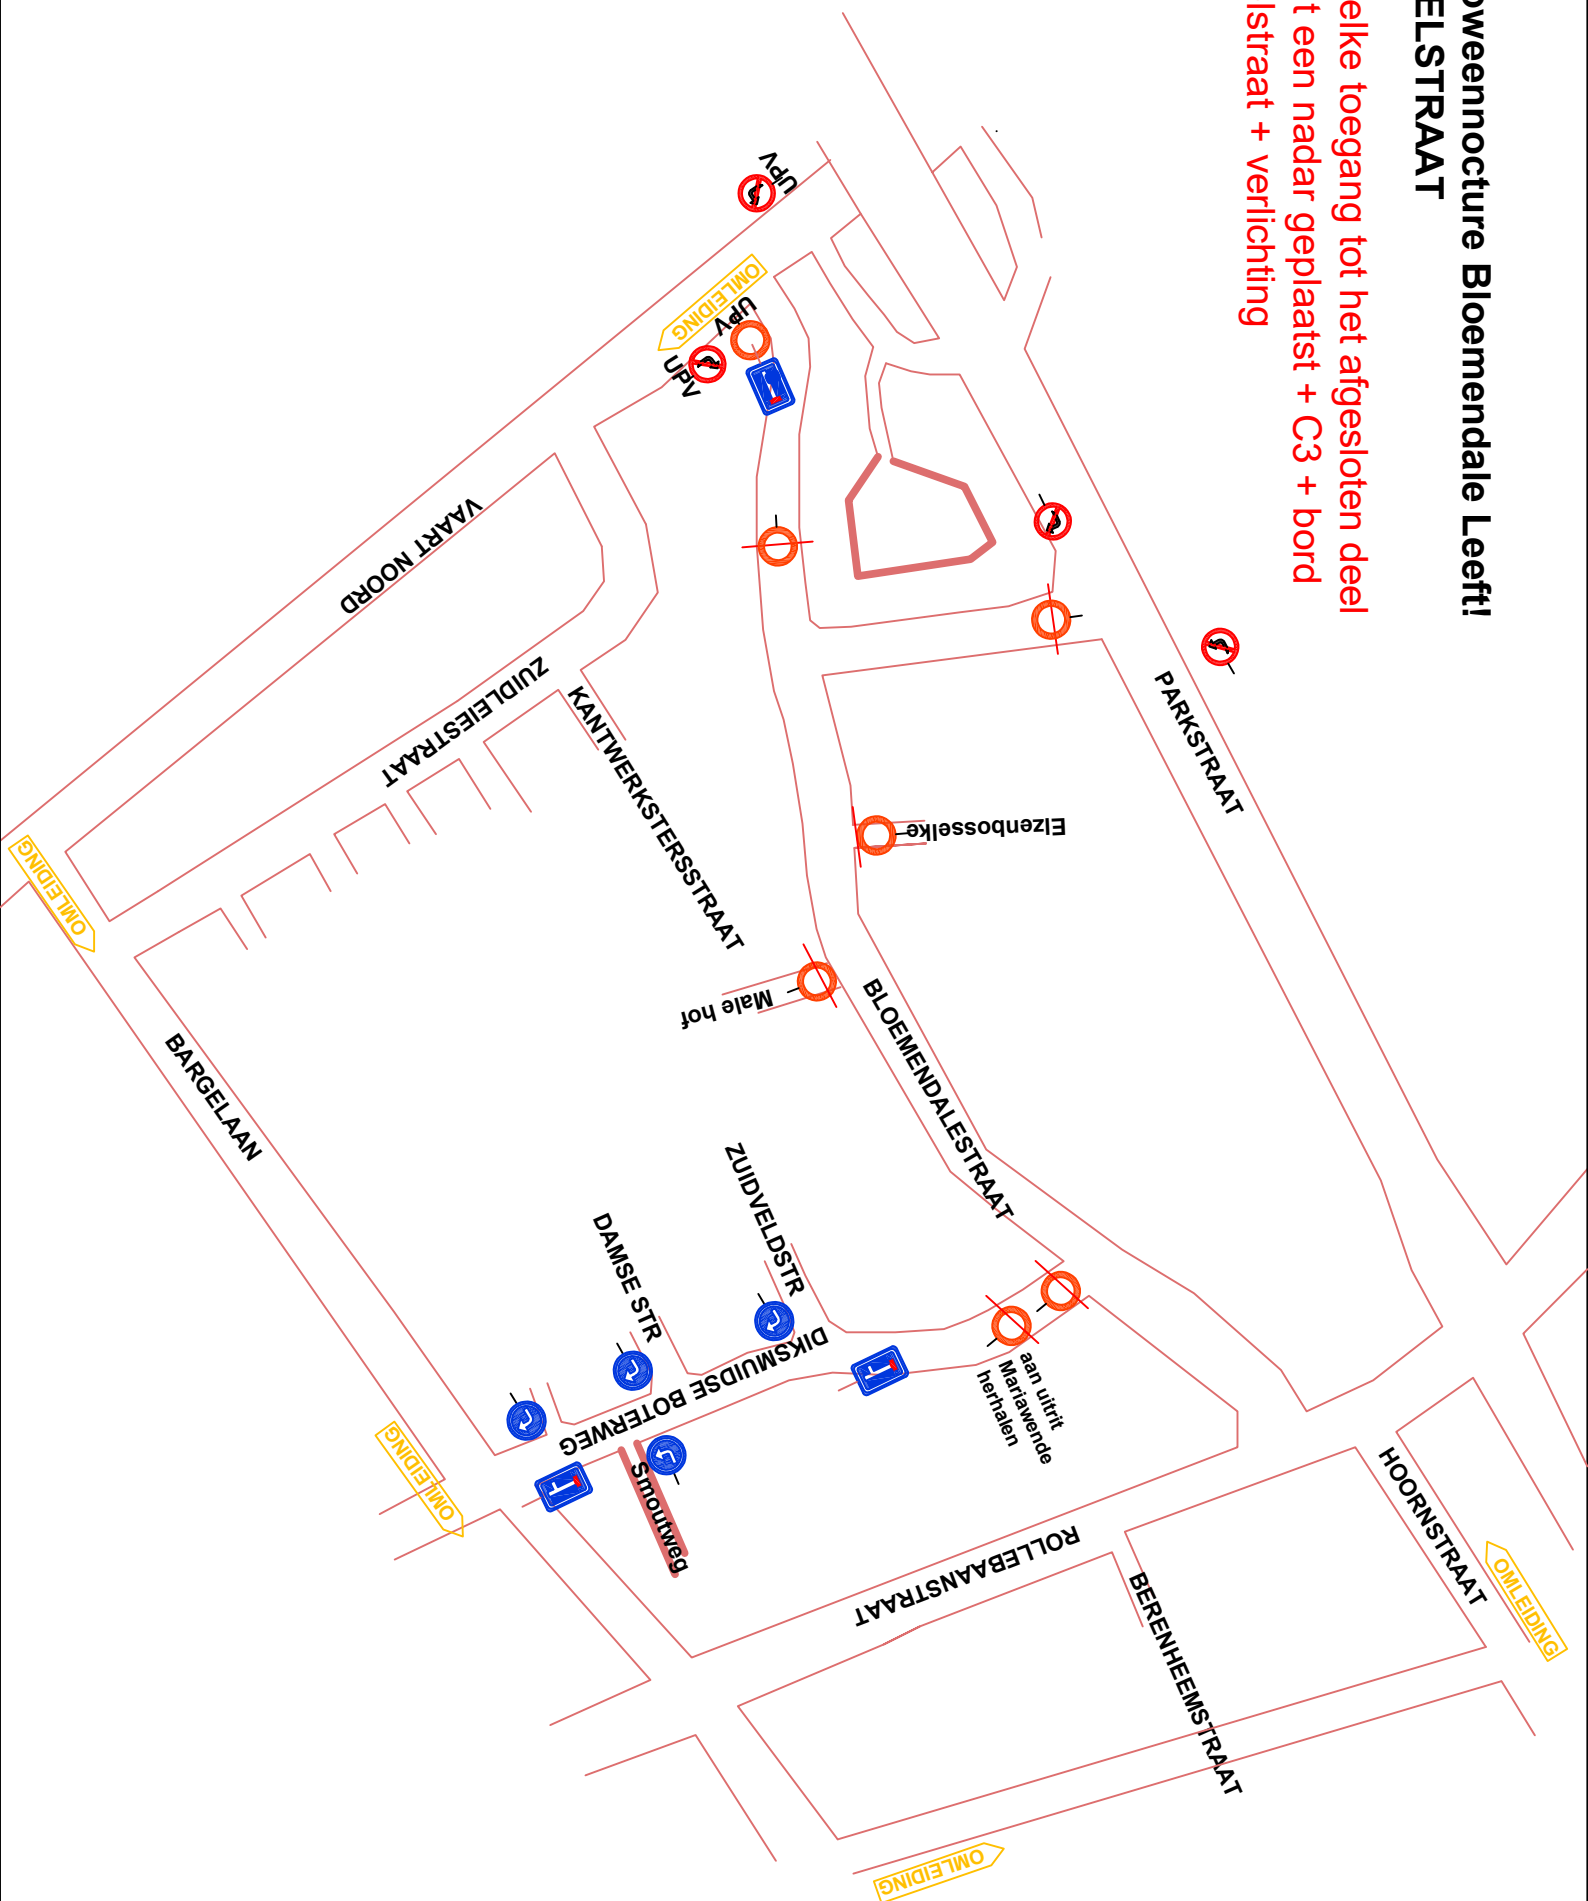 oweennocture Bloemendale Leeft!
ELSTRAAT
elke toegang tot het afgesloten deel
t een nadar geplaatst + C3 + bord
lstraat + verlichting
UPV
OMLEIDING
UPV
UPV
VAART NOORD
ZUIDLEIESTRAAT
KANTWERKSTERSSTRAAT
PARKSTRAAT
Elzenbosselke
OMLEIDING
Male hof
BLOEMENDALESTRAAT
BARGELAAN
ZUIDVELDSTR
DAMSE STR
DIKSMUIDSE BOTERWEG
aan uitrit
Mariawende
herhalen
OMLEIDING
Smoutweg
HOORNSTRAAT
ROLLEBAANSTRAAT
BERENHEEMSTRAAT
OMLEIDING
OMLEIDING